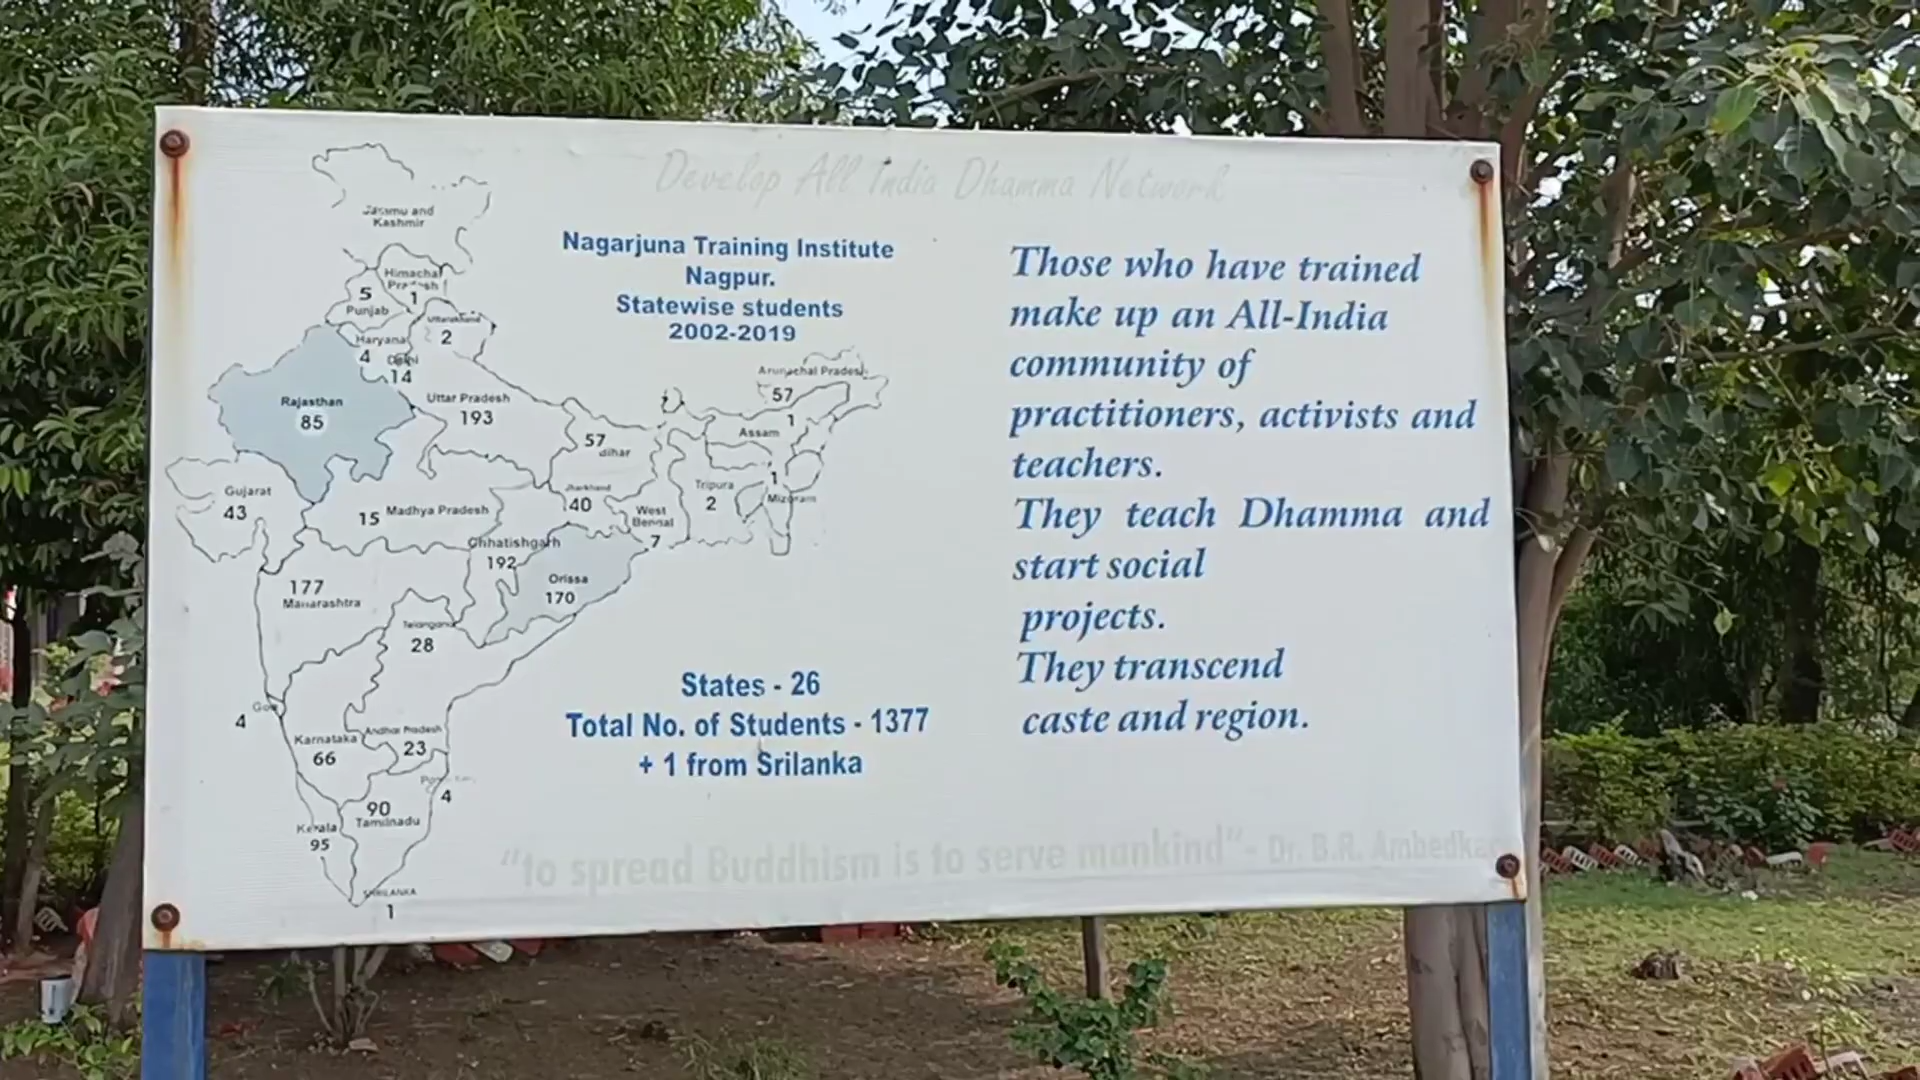 Develop All India Dhamma Network
Jammu and
Kashmir
Himachal
Pradesh
1
5
Punjab
Uttarakhand
2
Haryana
4
Delhi
14
Rajasthan
85
Uttar Pradesh
193
57
Bihar
Arunachal Pradesh
57
1
Assam
Gujarat
43
15 Madhya Pradesh
Jharkhand
40
West
Bengal
7
Tripura
2
1
Mizoram
Chhatishgarh
192
Orissa
170
177
Maharashtra
Telangana
28
4 Goa
Karnataka
66
Andhar Pradesh
23
4
90
Tamilnadu
Kerala
95
SRILANKA
1
Nagarjuna Training Institute
Nagpur.
Statewise students
2002-2019
States - 26
Total No. of Students - 1377
+ 1 from Srilanka
Those who have trained
make up an All-India
community of
practitioners, activists and
teachers.
They teach Dhamma and
start social
projects.
They transcend
caste and region.
"to spread Buddhism is to serve mankind"- Dr. B.R. Ambedkar